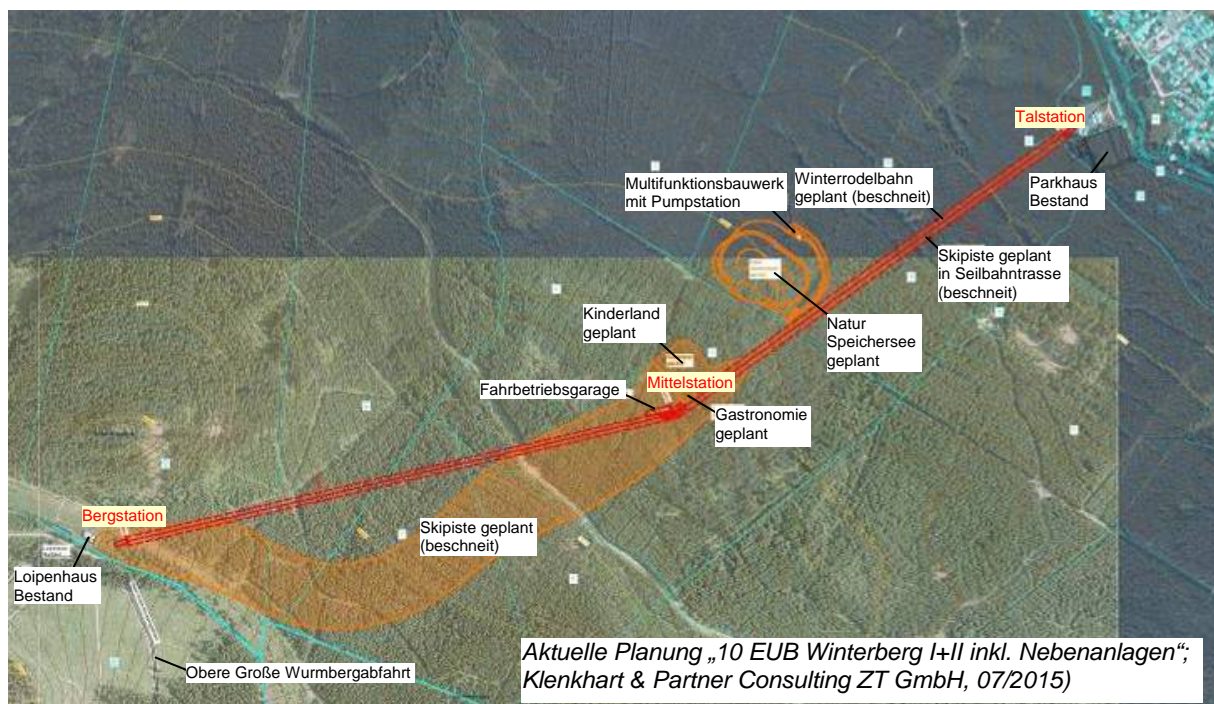 Talstation
Parkhaus
Bestand
Multifunktionsbauwerk
mit Pumpstation
Winterrodelbahn
geplant (beschneit)
Skipiste geplant
in Seilbahntrasse
(beschneit)
Kinderland
geplant
Natur
Speichersee
geplant
Mittelstation
Fahrbetriebsgarage
Gastronomie
geplant
Bergstation
Skipiste geplant
(beschneit)
Loipenhaus
Bestand
Obere Große Wurmbergabfahrt
Aktuelle Planung „10 EUB Winterberg I+II inkl. Nebenanlagen“;
Klenkhart & Partner Consulting ZT GmbH, 07/2015)